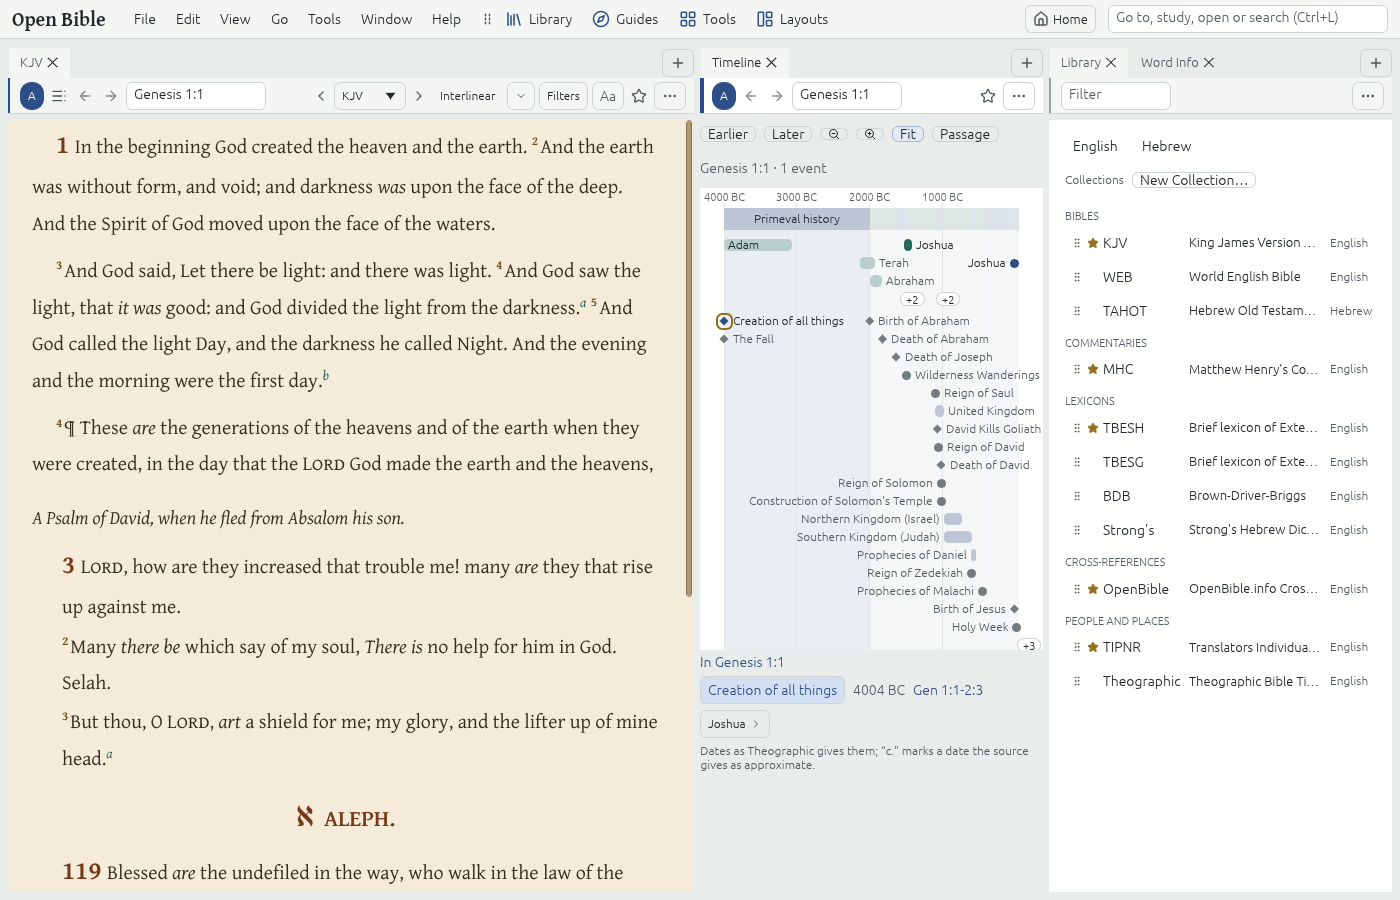 Open Bible File Edit View Go Tools Window Help Library Guides Tools Layouts Home Go to, study, open or search (Ctrl+L)
KJV
A Genesis 1:1 KJV Interlinear Filters Aa
1 In the beginning God created the heaven and the earth. 2 And the earth
was without form, and void; and darkness was upon the face of the deep.
And the Spirit of God moved upon the face of the waters.
3 And God said, Let there be light: and there was light. 4 And God saw the
light, that it was good: and God divided the light from the darkness.a 5 And
God called the light Day, and the darkness he called Night. And the evening
and the morning were the first day.b
4 ¶ These are the generations of the heavens and of the earth when they
were created, in the day that the LORD God made the earth and the heavens,
A Psalm of David, when he fled from Absalom his son.
3 LORD, how are they increased that trouble me! many are they that rise
up against me.
2 Many there be which say of my soul, There is no help for him in God.
Selah.
3 But thou, O LORD, art a shield for me; my glory, and the lifter up of mine
head.a
א ALEPH.
119 Blessed are the undefiled in the way, who walk in the law of the
Timeline
A Genesis 1:1
Earlier Later Fit Passage
Genesis 1:1 · 1 event
4000 BC 3000 BC 2000 BC 1000 BC
Primeval history
Adam Joshua
Terah Joshua
Abraham
+2 +2
Creation of all things Birth of Abraham
The Fall Death of Abraham
Death of Joseph
Wilderness Wanderings
Reign of Saul
United Kingdom
David Kills Goliath
Reign of David
Death of David
Reign of Solomon
Construction of Solomon's Temple
Northern Kingdom (Israel)
Southern Kingdom (Judah)
Prophecies of Daniel
Reign of Zedekiah
Prophecies of Malachi
Birth of Jesus
Holy Week
+3
In Genesis 1:1
Creation of all things 4004 BC Gen 1:1-2:3
Joshua
Dates as Theographic gives them; “c.” marks a date the source
gives as approximate.
Library Word Info
Filter
English Hebrew
Collections New Collection…
BIBLES
KJV King James Version … English
WEB World English Bible English
TAHOT Hebrew Old Testam… Hebrew
COMMENTARIES
MHC Matthew Henry's Co… English
LEXICONS
TBESH Brief lexicon of Exte… English
TBESG Brief lexicon of Exte… English
BDB Brown-Driver-Briggs English
Strong's Strong's Hebrew Dic… English
CROSS-REFERENCES
OpenBible OpenBible.info Cros… English
PEOPLE AND PLACES
TIPNR Translators Individua… English
Theographic Theographic Bible Ti… English